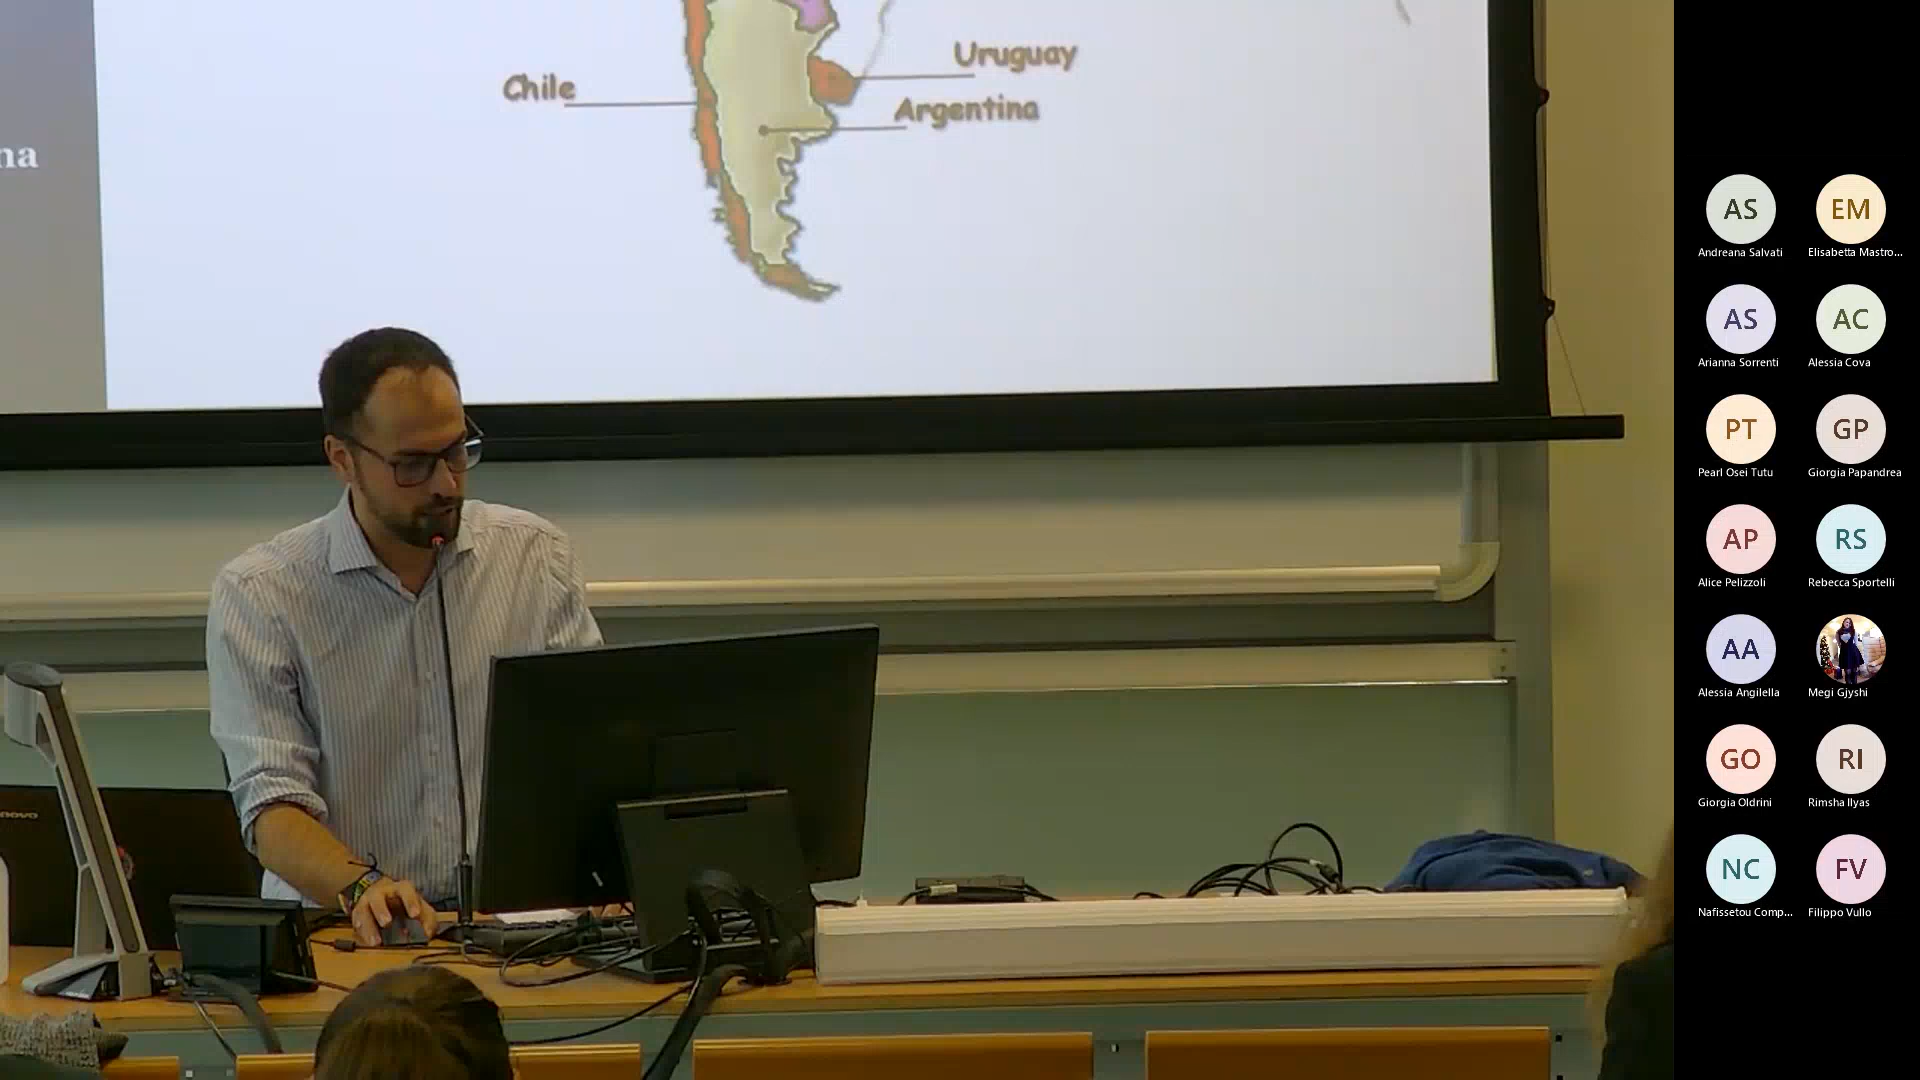 Uruguay
Chile
Argentina
na
novo
AS
Andreana Salvati
EM
Elisabetta Mastro...
AS
Arianna Sorrenti
AC
Alessia Cova
PT
Pearl Osei Tutu
GP
Giorgia Papandrea
AP
Alice Pelizzoli
RS
Rebecca Sportelli
AA
Alessia Angilella
Megi Gjyshi
GO
Giorgia Oldrini
RI
Rimsha Ilyas
NC
Nafissetou Comp...
FV
Filippo Vullo